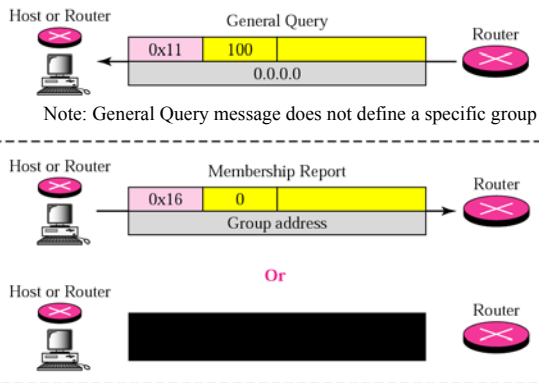 Host or Router
General Query
Router
0x11 100
0.0.0.0
Note: General Query message does not define a specific group
Host or Router
Membership Report
Router
0x16 0
Group address
Or
Host or Router
Router